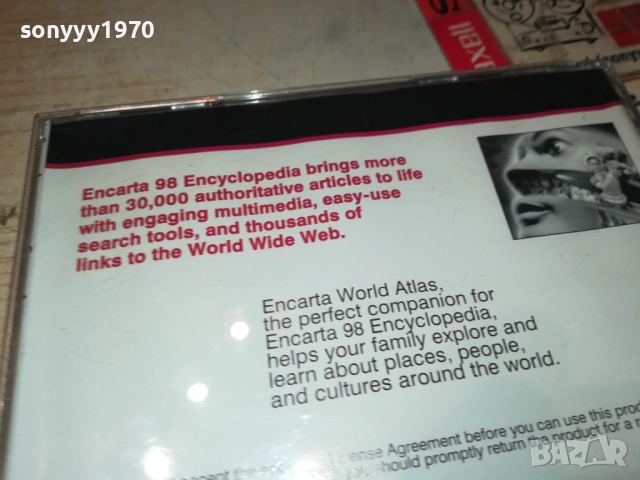 sonyyy1970
axell
Encarta 98 Encyclopedia brings more
than 30,000 authoritative articles to life
with engaging multimedia, easy-use
search tools, and thousands of
links to the World Wide Web.
Encarta World Atlas,
the perfect companion for
Encarta 98 Encyclopedia,
helps your family explore and
learn about places, people,
and cultures around the world.
Agreement before you can use this prod
should promptly return the product for a
BAZAR